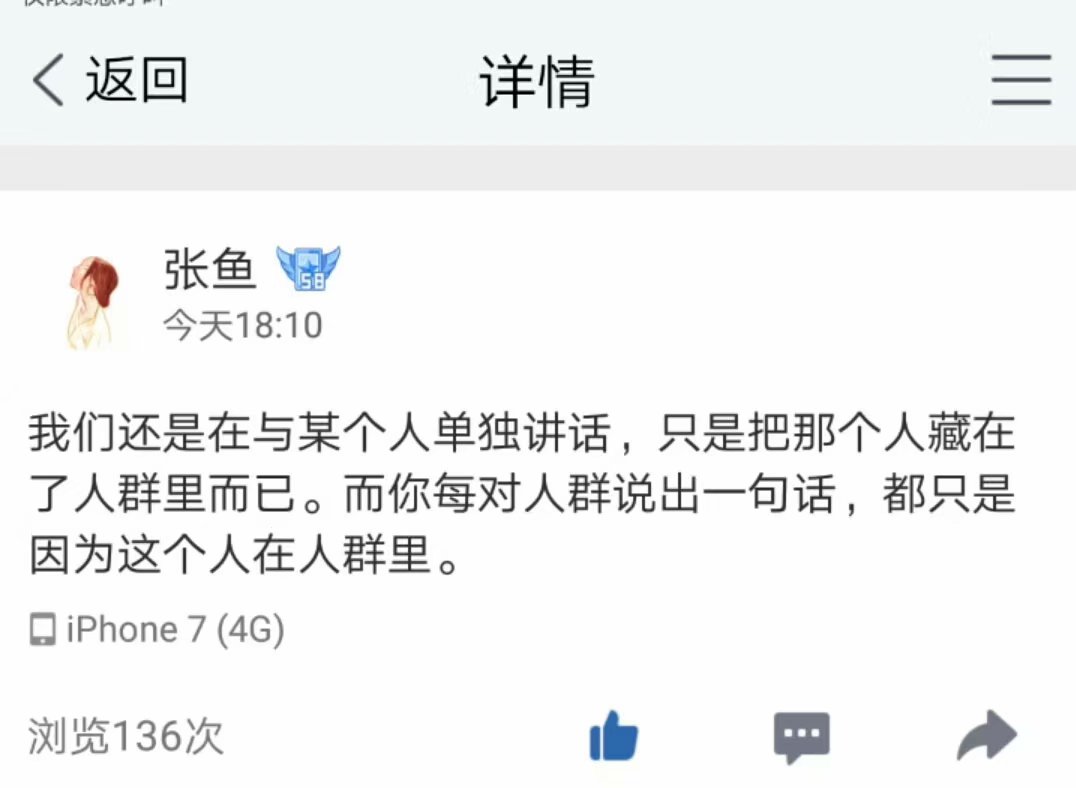 返回
详情
张鱼
58
今天18:10
我们还是在与某个人单独讲话，只是把那个人藏在
了人群里而已。而你每对人群说出一句话，都只是
因为这个人在人群里。
iPhone 7 (4G)
浏览136次